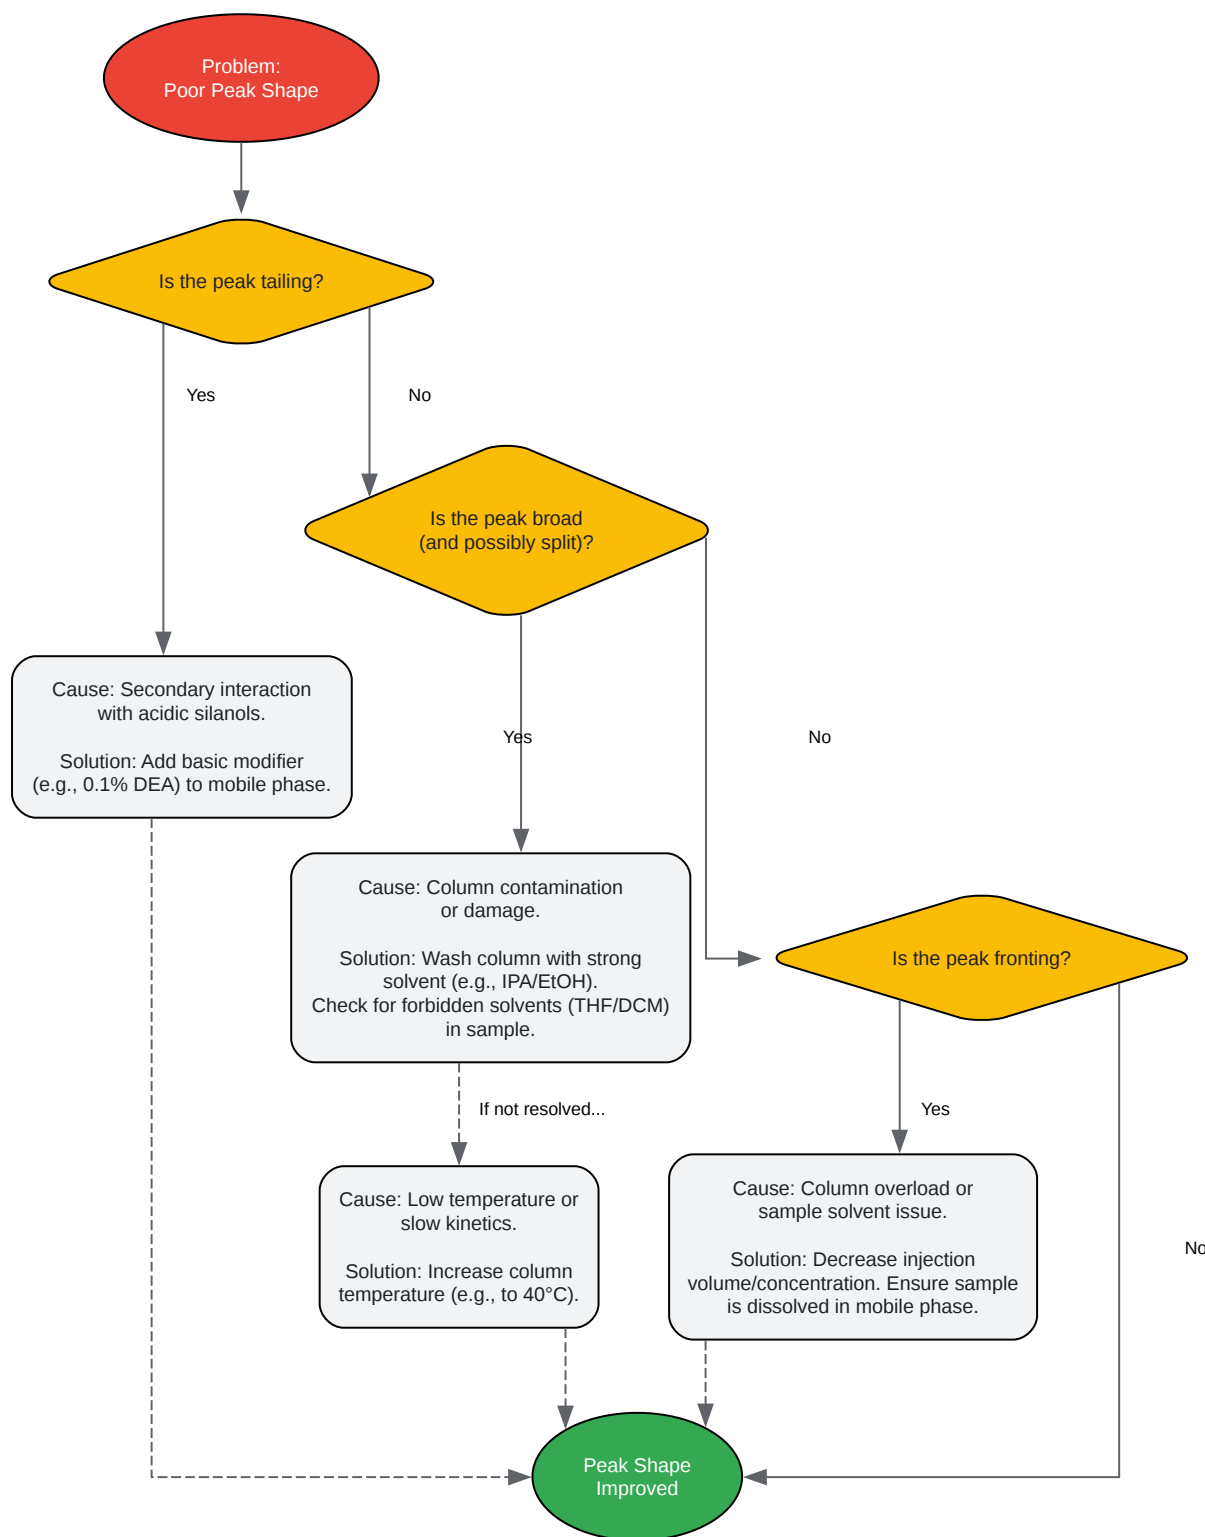 Problem:
Poor Peak Shape
Is the peak tailing?
Yes
No
Is the peak broad
(and possibly split)?
Cause: Secondary interaction
with acidic silanols.
Solution: Add basic modifier
(e.g., 0.1% DEA) to mobile phase.
Yes
No
Cause: Column contamination
or damage.
Solution: Wash column with strong
solvent (e.g., IPA/EtOH).
Check for forbidden solvents (THF/DCM)
in sample.
Is the peak fronting?
If not resolved...
Yes
No
Cause: Low temperature or
slow kinetics.
Solution: Increase column
temperature (e.g., to 40°C).
Cause: Column overload or
sample solvent issue.
Solution: Decrease injection
volume/concentration. Ensure sample
is dissolved in mobile phase.
Peak Shape
Improved